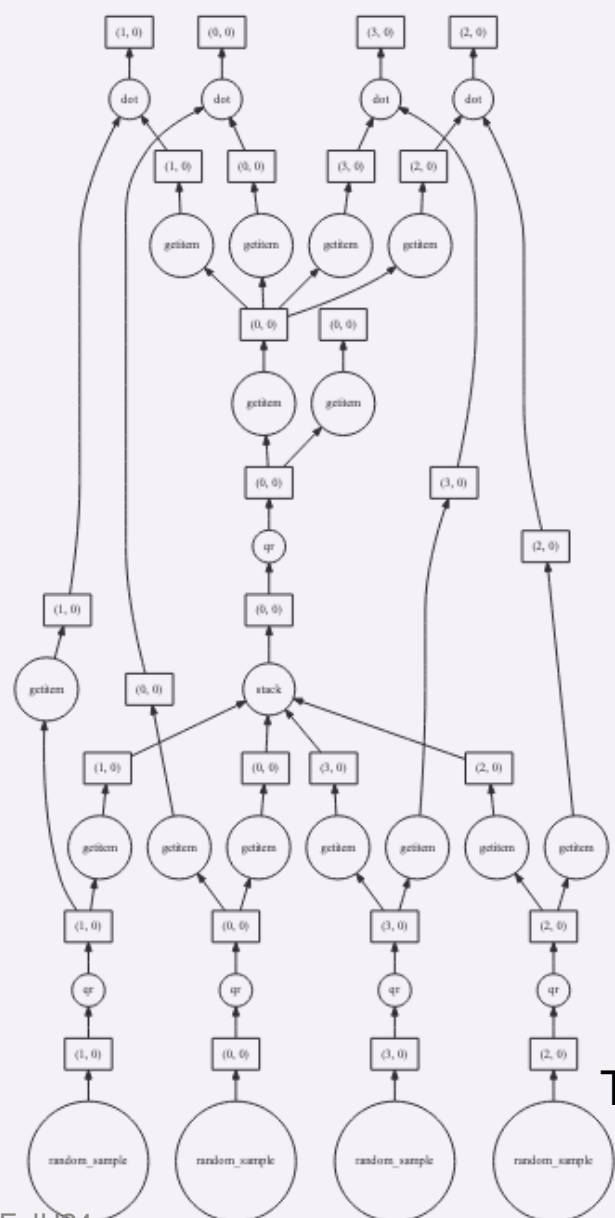 (1, 0) (0, 0) (3, 0) (2, 0)
dot dot dot dot
(1, 0) (0, 0) (3, 0) (2, 0)
getitem getitem getitem getitem
(0, 0) (0, 0)
getitem getitem
(0, 0) (3, 0)
qr (2, 0)
(1, 0) (0, 0)
getitem (0, 0) stack
(1, 0) (0, 0) (3, 0) (2, 0)
getitem getitem getitem getitem getitem getitem getitem
(1, 0) (0, 0) (3, 0) (2, 0)
qr qr qr qr
(1, 0) (0, 0) (3, 0) (2, 0)
T
random_sample random_sample random_sample random_sample